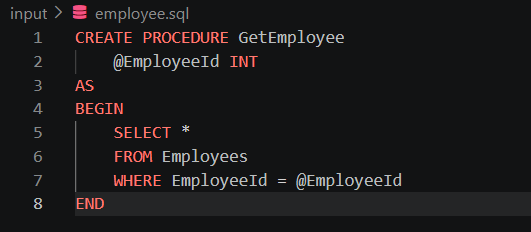 input > employee.sql
1 CREATE PROCEDURE GetEmployee
2     @EmployeeId INT
3 AS
4 BEGIN
5     SELECT *
6     FROM Employees
7     WHERE EmployeeId = @EmployeeId
8 END